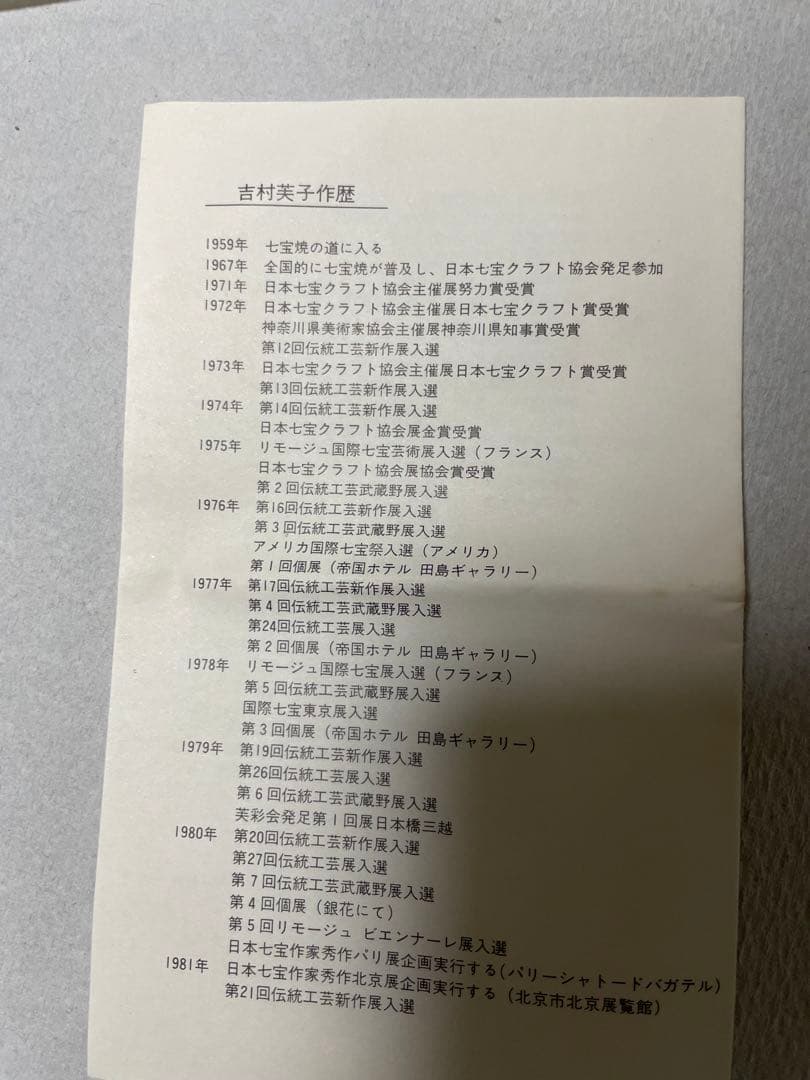 吉村芙子作歴
1959年 七宝焼の道に入る
1967年 全国的に七宝焼が普及し、日本七宝クラフト協会発足参加
1971年 日本七宝クラフト協会主催展努力賞受賞
1972年 日本七宝クラフト協会主催展日本七宝クラフト賞受賞
神奈川県美術家協会主催展神奈川県知事賞受賞
第12回伝統工芸新作展入選
1973年 日本七宝クラフト協会主催展日本七宝クラフト賞受賞
第13回伝統工芸新作展入選
1974年 第14回伝統工芸新作展入選
日本七宝クラフト協会展金賞受賞
1975年 リモージュ国際七宝芸術展入選(フランス)
日本七宝クラフト協会展協会賞受賞
第2回伝統工芸武蔵野展入選
1976年 第16回伝統工芸新作展入選
第3回伝統工芸武蔵野展入選
アメリカ国際七宝祭入選(アメリカ)
第1回個展(帝国ホテル 田島ギャラリー)
1977年 第17回伝統工芸新作展入選
第4回伝統工芸武蔵野展入選
第24回伝統工芸展入選
第2回個展(帝国ホテル 田島ギャラリー)
1978年 リモージュ国際七宝展入選(フランス)
第5回伝統工芸武蔵野展入選
国際七宝東京展入選
第3回個展(帝国ホテル 田島ギャラリー)
1979年 第19回伝統工芸新作展入選
第26回伝統工芸展入選
第6回伝統工芸武蔵野展入選
芙彩会発足第1回展日本橋三越
1980年 第20回伝統工芸新作展入選
第27回伝統工芸展入選
第7回伝統工芸武蔵野展入選
第4回個展(銀花にて)
第5回リモージュ ビエンナーレ展入選
日本七宝作家秀作パリ展企画実行する(パリーシャトードバガテル)
1981年 日本七宝作家秀作北京展企画実行する(北京市北京展覧館)
第21回伝統工芸新作展入選